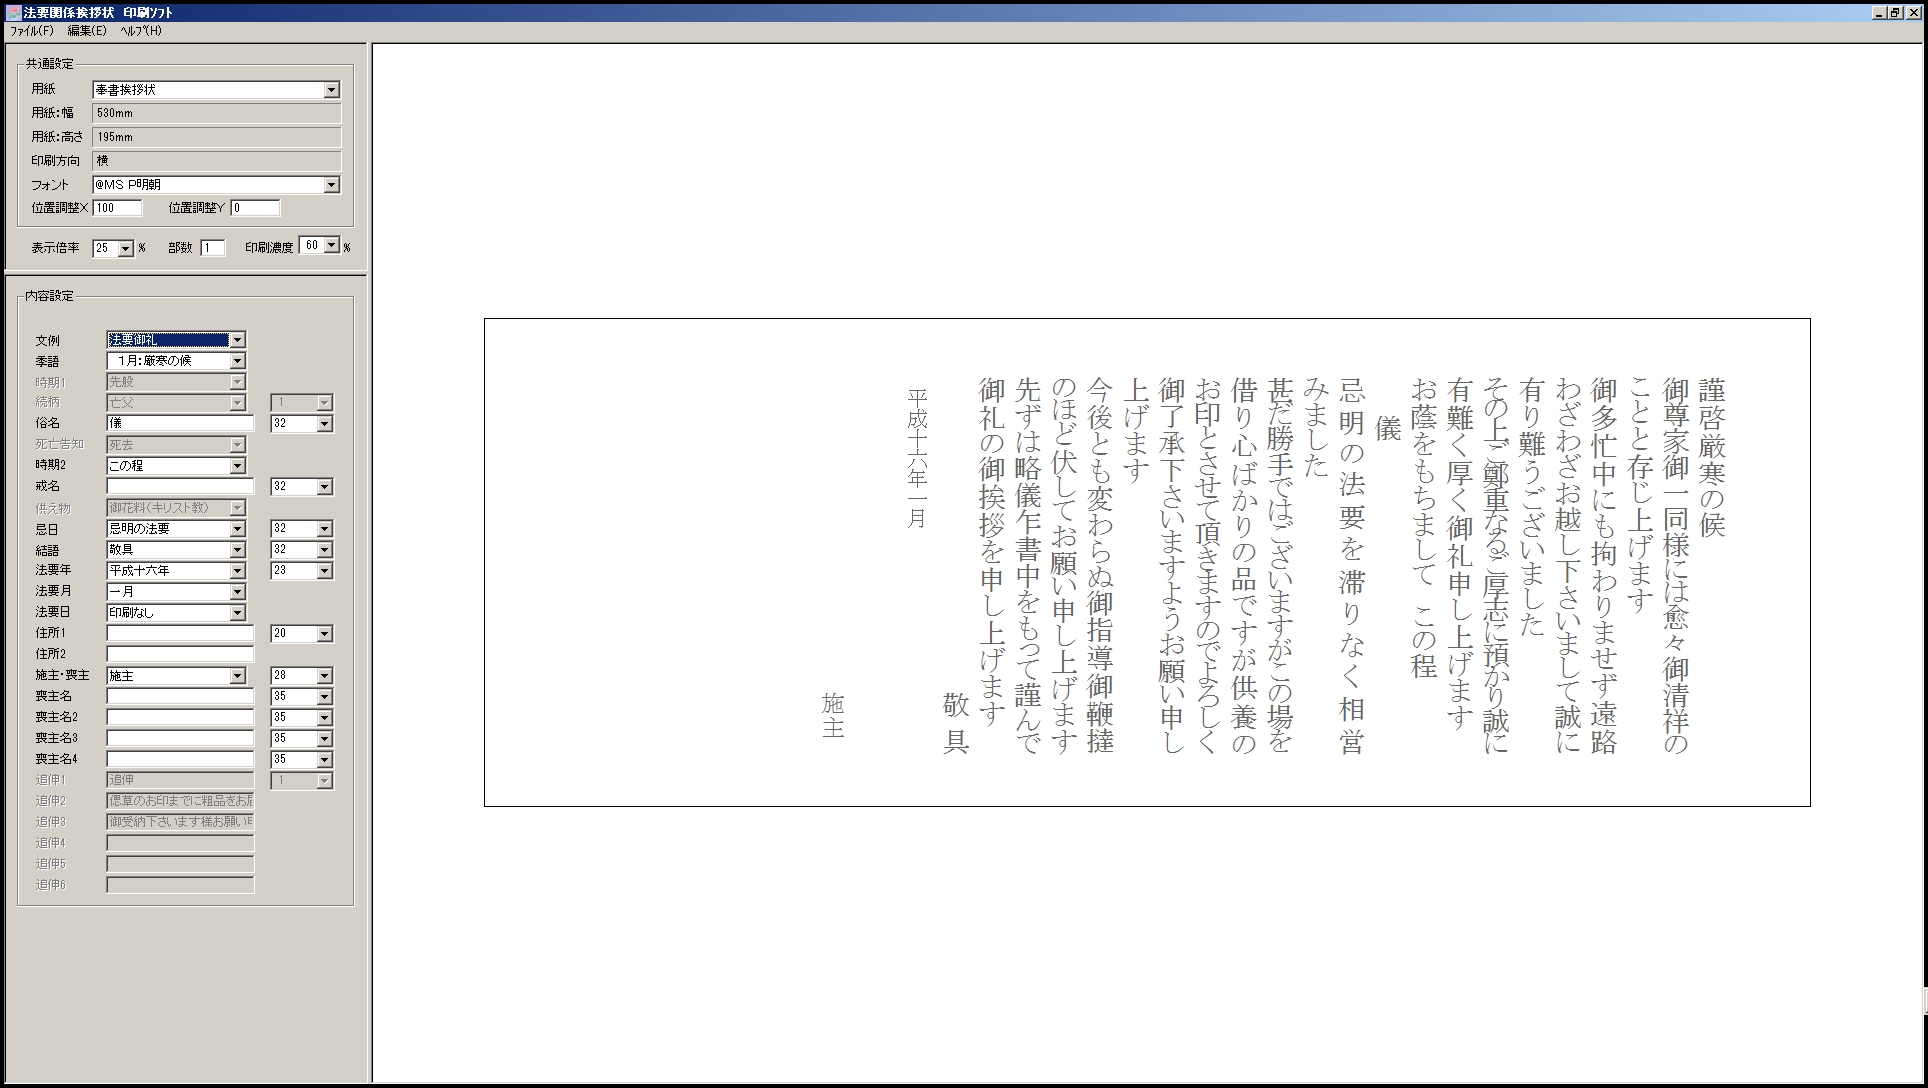 法要関係挨拶状 印刷ソフト
ファイル(F) 編集(E) ヘルプ(H)
共通設定
用紙 奉書挨拶状
用紙:幅 530mm
用紙:高さ 195mm
印刷方向 横
フォント @MS P明朝
位置調整X 100 位置調整Y 0
表示倍率 25 % 部数 1 印刷濃度 60 %
内容設定
文例 法要御礼
季語 1月:厳寒の候
時期1 先般
続柄 亡父 1
俗名 儀 32
死亡告知 死去
時期2 この程
戒名 32
供え物 御花料(キリスト教)
忌日 忌明の法要 32
結語 敬具 32
法要年 平成十六年 23
法要月 一月
法要日 印刷なし
住所1 20
住所2
施主・喪主 施主 28
喪主名 35
喪主名2 35
喪主名3 35
喪主名4 35
追伸1 追伸 1
追伸2 偲草のお印までに粗品をお届
追伸3 御受納下さいます様お願い申
追伸4
追伸5
追伸6
謹啓厳寒の候
御尊家御一同様には愈々御清祥の
ことと存じ上げます
御多忙中にも拘わりませず遠路
わざわざお越し下さいまして誠に
有り難うございました
その上ご鄭重なるご厚志に預かり誠に
有難く厚く御礼申し上げます
お蔭をもちまして この程
儀
忌明の法要を滞りなく相営
みました
甚だ勝手ではございますがこの場を
借り心ばかりの品ですが供養の
お印とさせて頂きますのでよろしく
御了承下さいますようお願い申し
上げます
今後とも変わらぬ御指導御鞭撻
のほど伏してお願い申し上げます
先ずは略儀乍書中をもって謹んで
御礼の御挨拶を申し上げます
敬具
平成十六年一月
施主